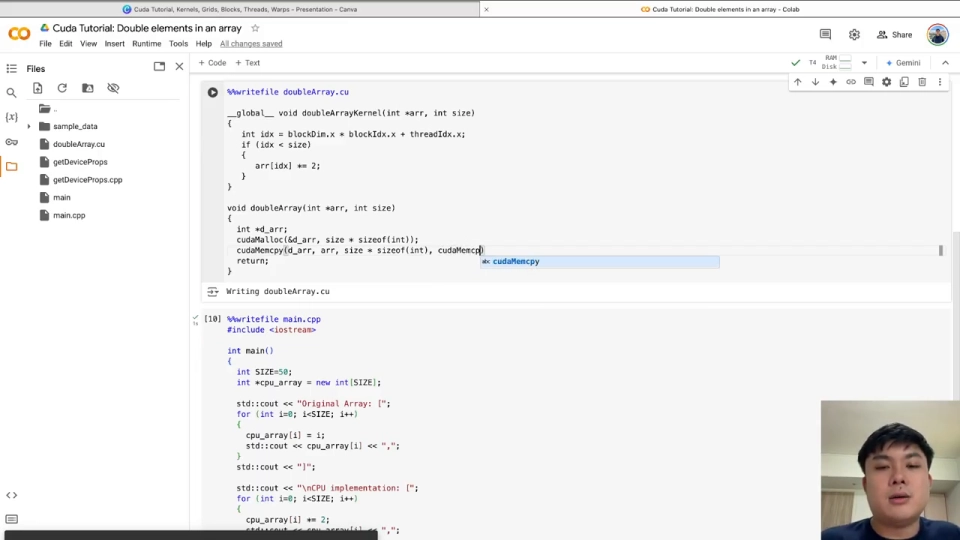 Cuda Tutorial, Kernels, Grids, Blocks, Threads, Warps - Presentation - Canva
Cuda Tutorial: Double elements in an array - Colab
Cuda Tutorial: Double elements in an array
File Edit View Insert Runtime Tools Help All changes saved
Share
Files
+ Code + Text
T4 RAM Disk
Gemini
..
sample_data
doubleArray.cu
getDeviceProps
getDeviceProps.cpp
main
main.cpp
%%writefile doubleArray.cu
__global__ void doubleArrayKernel(int *arr, int size)
{
int idx = blockDim.x * blockIdx.x + threadIdx.x;
if (idx < size)
{
arr[idx] *= 2;
}
}
void doubleArray(int *arr, int size)
{
int *d_arr;
cudaMalloc(&d_arr, size * sizeof(int));
cudaMemcpy(d_arr, arr, size * sizeof(int), cudaMemcp)
abc cudaMemcpy
return;
}
Writing doubleArray.cu
[10] %%writefile main.cpp
#include <iostream>
int main()
{
int SIZE=50;
int *cpu_array = new int[SIZE];
std::cout << "Original Array: [";
for (int i=0; i<SIZE; i++)
{
cpu_array[i] = i;
std::cout << cpu_array[i] << ",";
}
std::cout << "]";
std::cout << "\nCPU implementation: [";
for (int i=0; i<SIZE; i++)
{
cpu_array[i] *= 2;
std::cout << cpu_array[i] << ",";